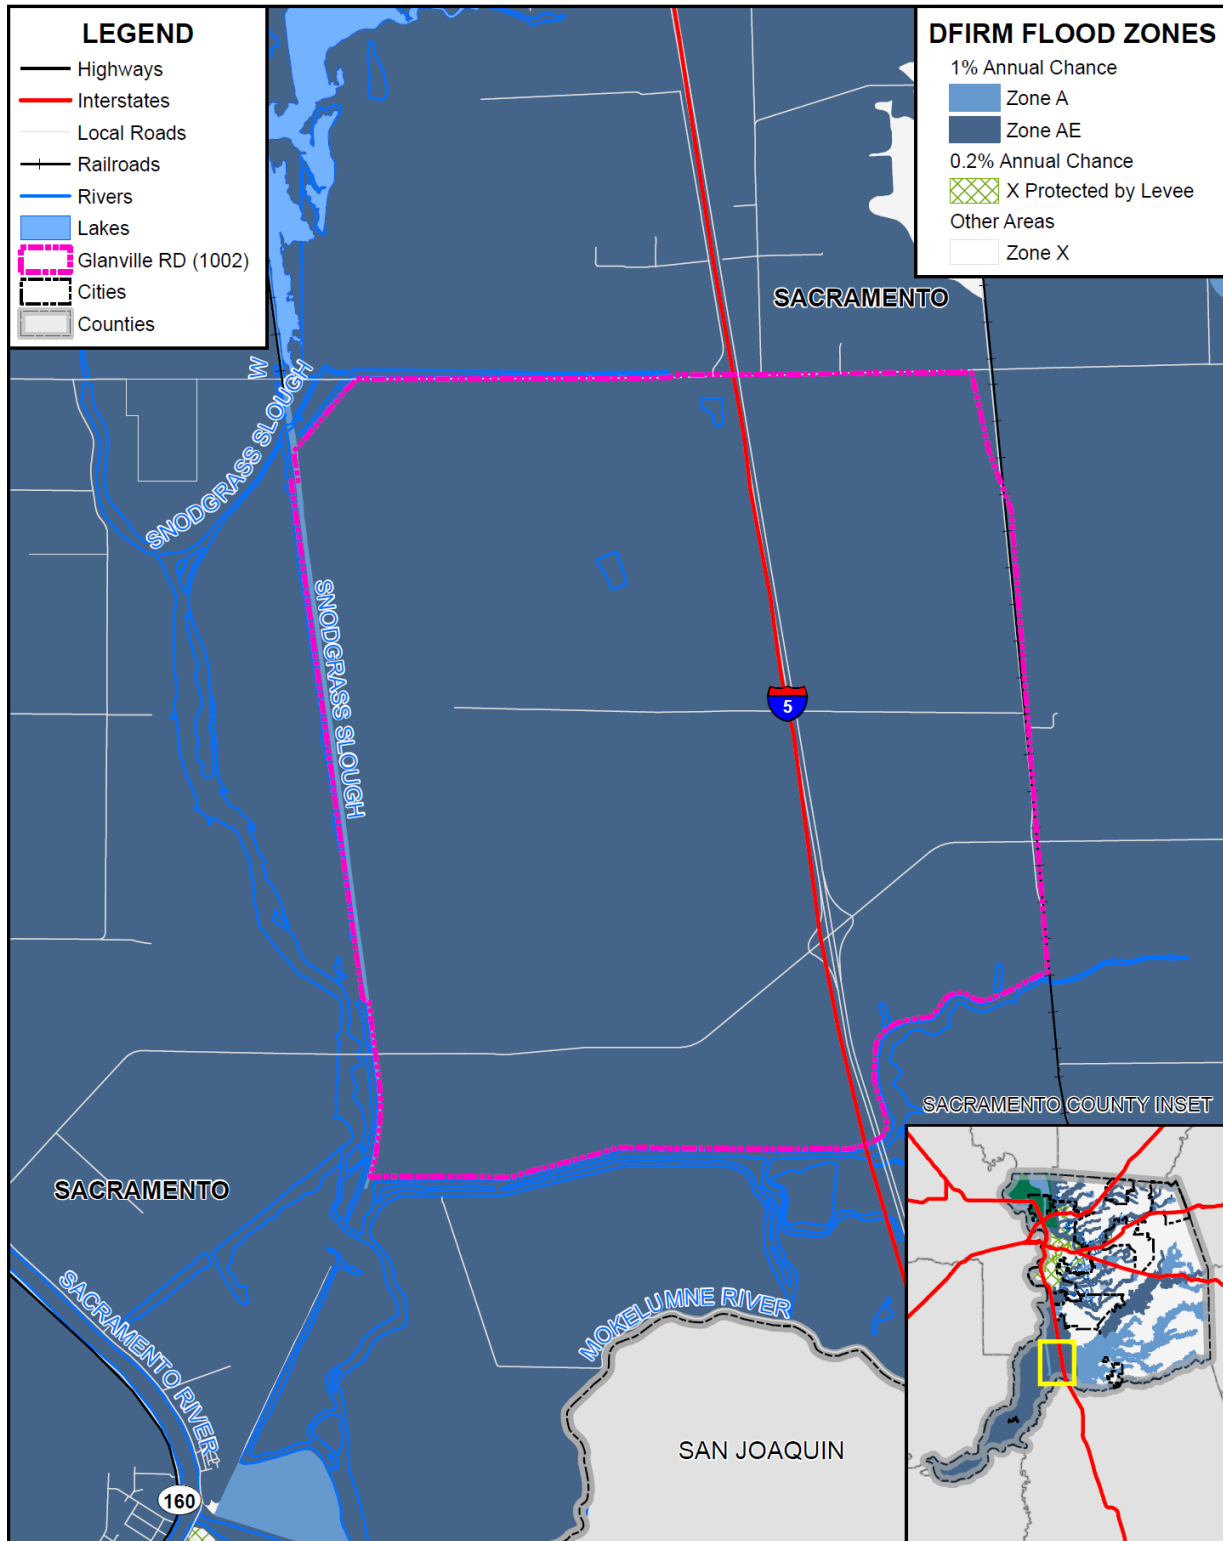 LEGEND
Highways
Interstates
Local Roads
Railroads
Rivers
Lakes
Glanville RD (1002)
Cities
Counties
DFIRM FLOOD ZONES
1% Annual Chance
Zone A
Zone AE
0.2% Annual Chance
X Protected by Levee
Other Areas
Zone X
SACRAMENTO
W
SNODGRASS SLOUGH
SNODGRASS SLOUGH
5
SACRAMENTO COUNTY INSET
SACRAMENTO
SACRAMENTO RIVER
MOKELUMNE RIVER
SAN JOAQUIN
160